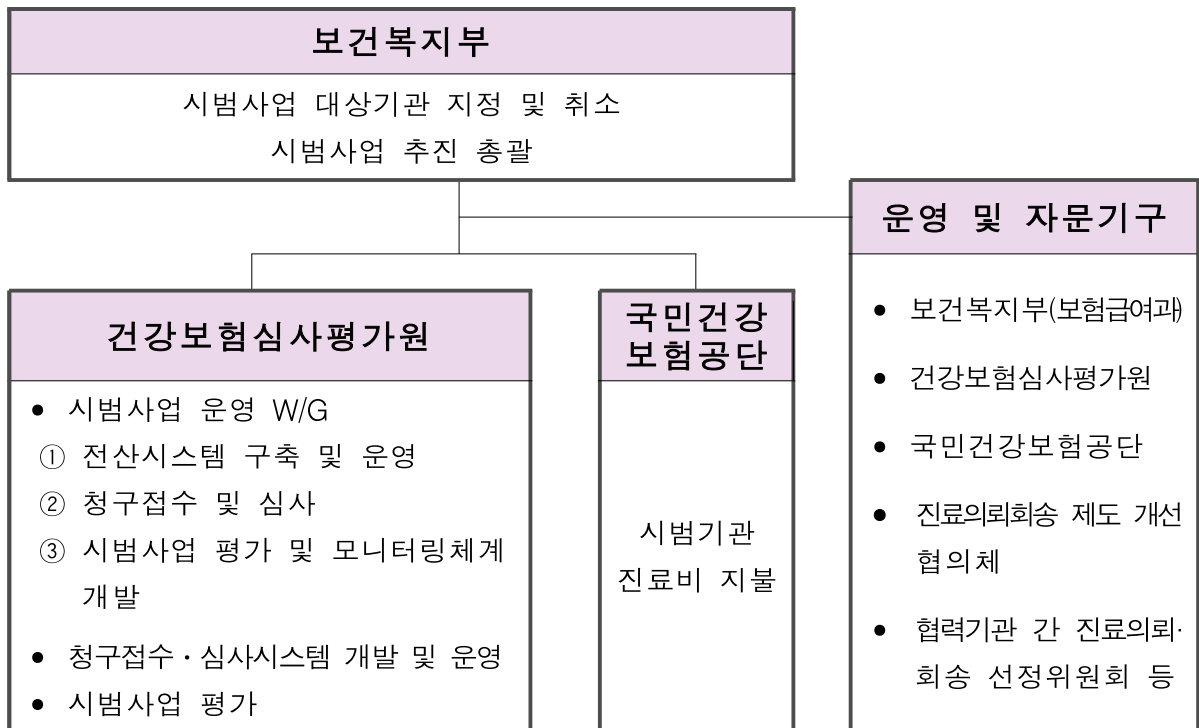 보건복지부
시범사업 대상기관 지정 및 취소
시범사업 추진 총괄
운영 및 자문기구
• 보건복지부(보험급여과)
• 건강보험심사평가원
• 국민건강보험공단
• 진료의뢰회송 제도 개선
협의체
• 협력기관 간 진료의뢰·
회송 선정위원회 등
건강보험심사평가원
• 시범사업 운영 W/G
① 전산시스템 구축 및 운영
② 청구접수 및 심사
③ 시범사업 평가 및 모니터링체계
개발
• 청구접수·심사시스템 개발 및 운영
• 시범사업 평가
국민건강
보험공단
시범기관
진료비 지불